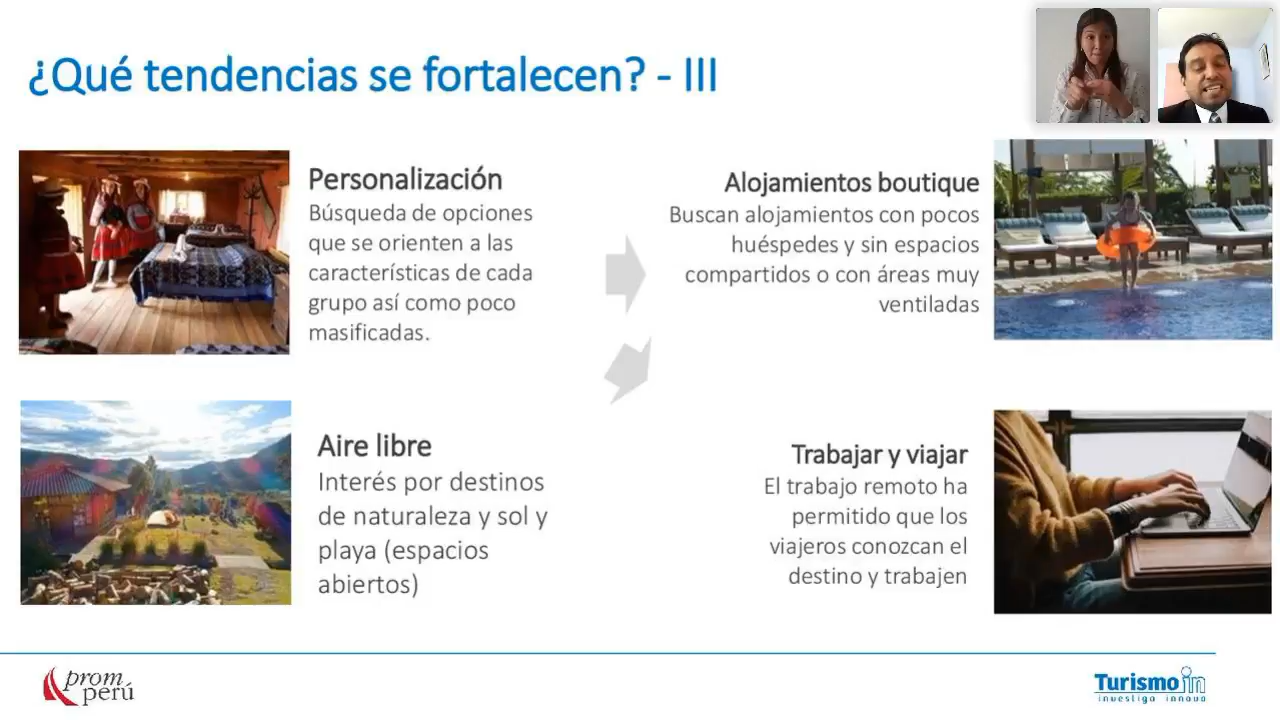 ¿Qué tendencias se fortalecen? - III
Personalización
Búsqueda de opciones
que se orienten a las
características de cada
grupo así como poco
masificadas.
Alojamientos boutique
Buscan alojamientos con pocos
huéspedes y sin espacios
compartidos o con áreas muy
ventiladas
Aire libre
Interés por destinos
de naturaleza y sol y
playa (espacios
abiertos)
Trabajar y viajar
El trabajo remoto ha
permitido que los
viajeros conozcan el
destino y trabajen
prom
perú
Turismo in
investiga innova